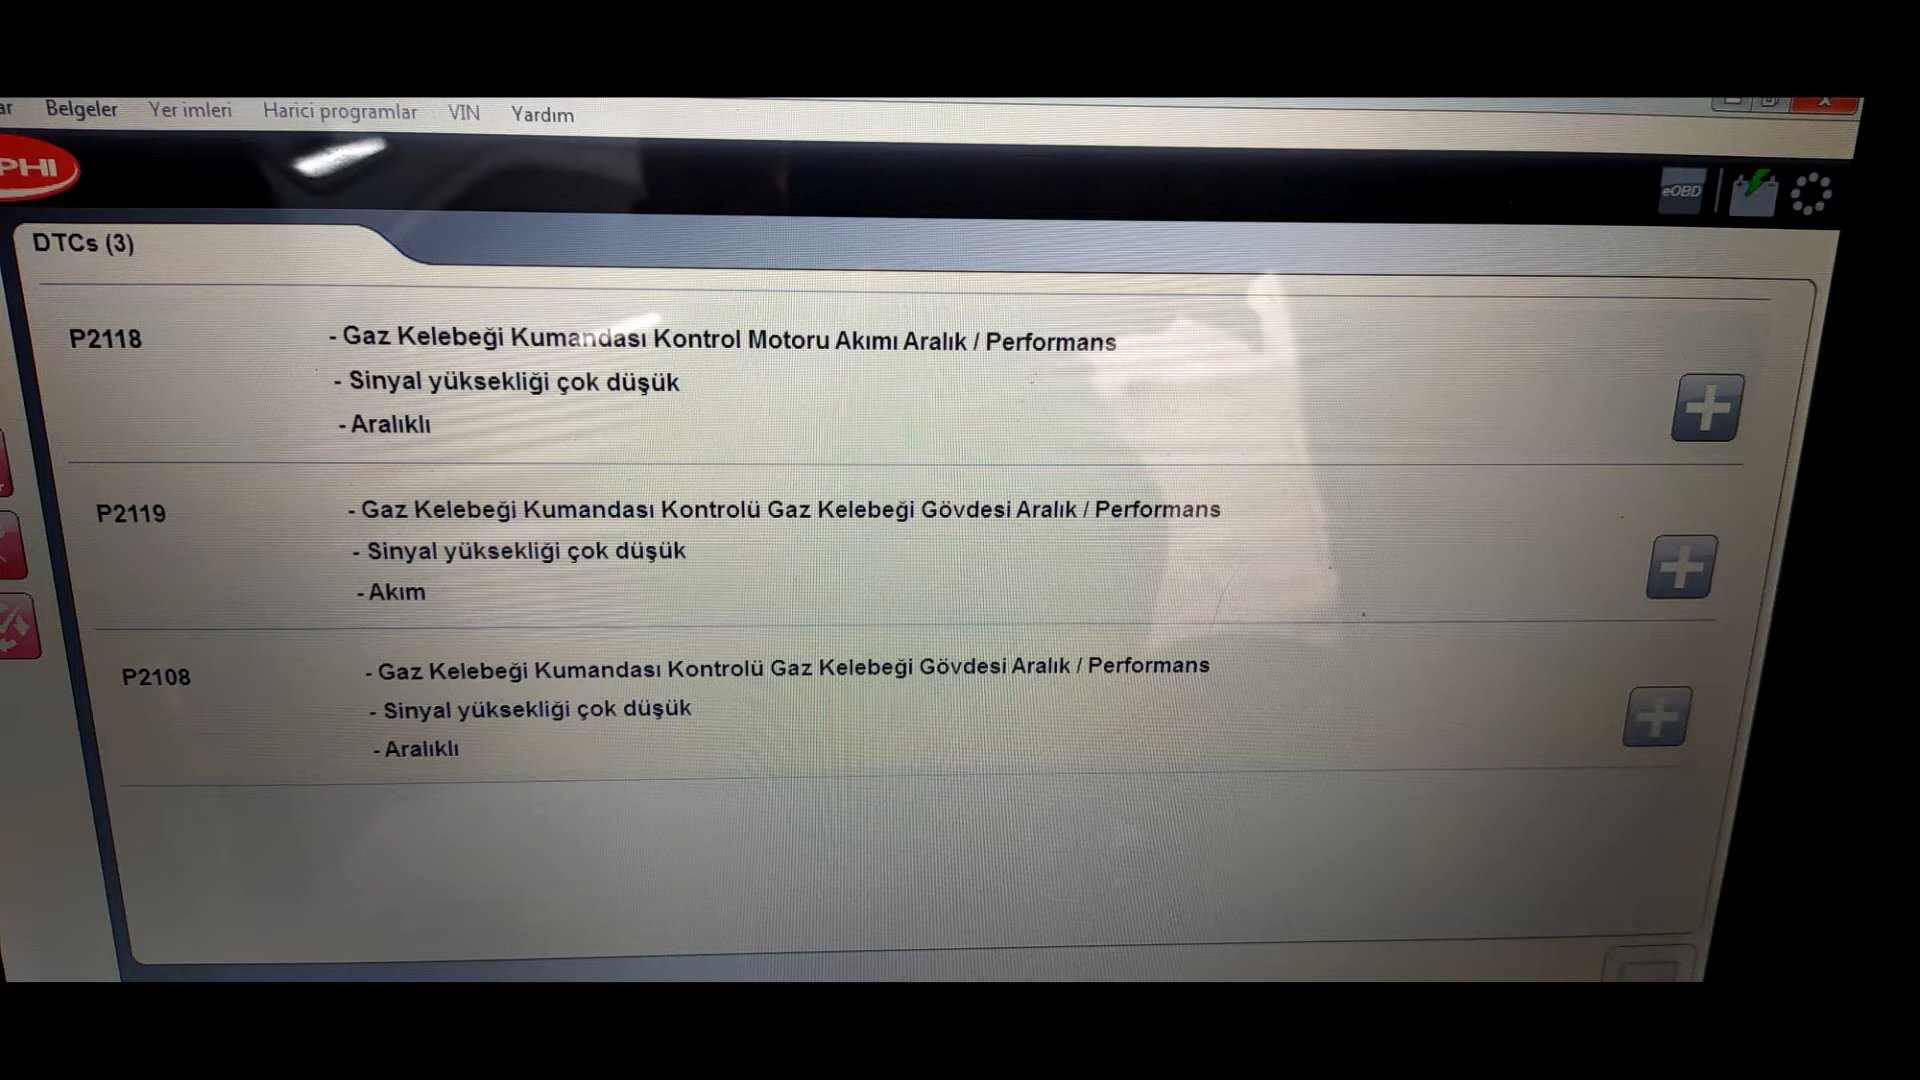 ar Belgeler Yer imleri Harici programlar VIN Yardım
PHI
eOBD
DTCs (3)
P2118 - Gaz Kelebeği Kumandası Kontrol Motoru Akımı Aralık / Performans
- Sinyal yüksekliği çok düşük
- Aralıklı
P2119 - Gaz Kelebeği Kumandası Kontrolü Gaz Kelebeği Gövdesi Aralık / Performans
- Sinyal yüksekliği çok düşük
- Akım
P2108 - Gaz Kelebeği Kumandası Kontrolü Gaz Kelebeği Gövdesi Aralık / Performans
- Sinyal yüksekliği çok düşük
- Aralıklı